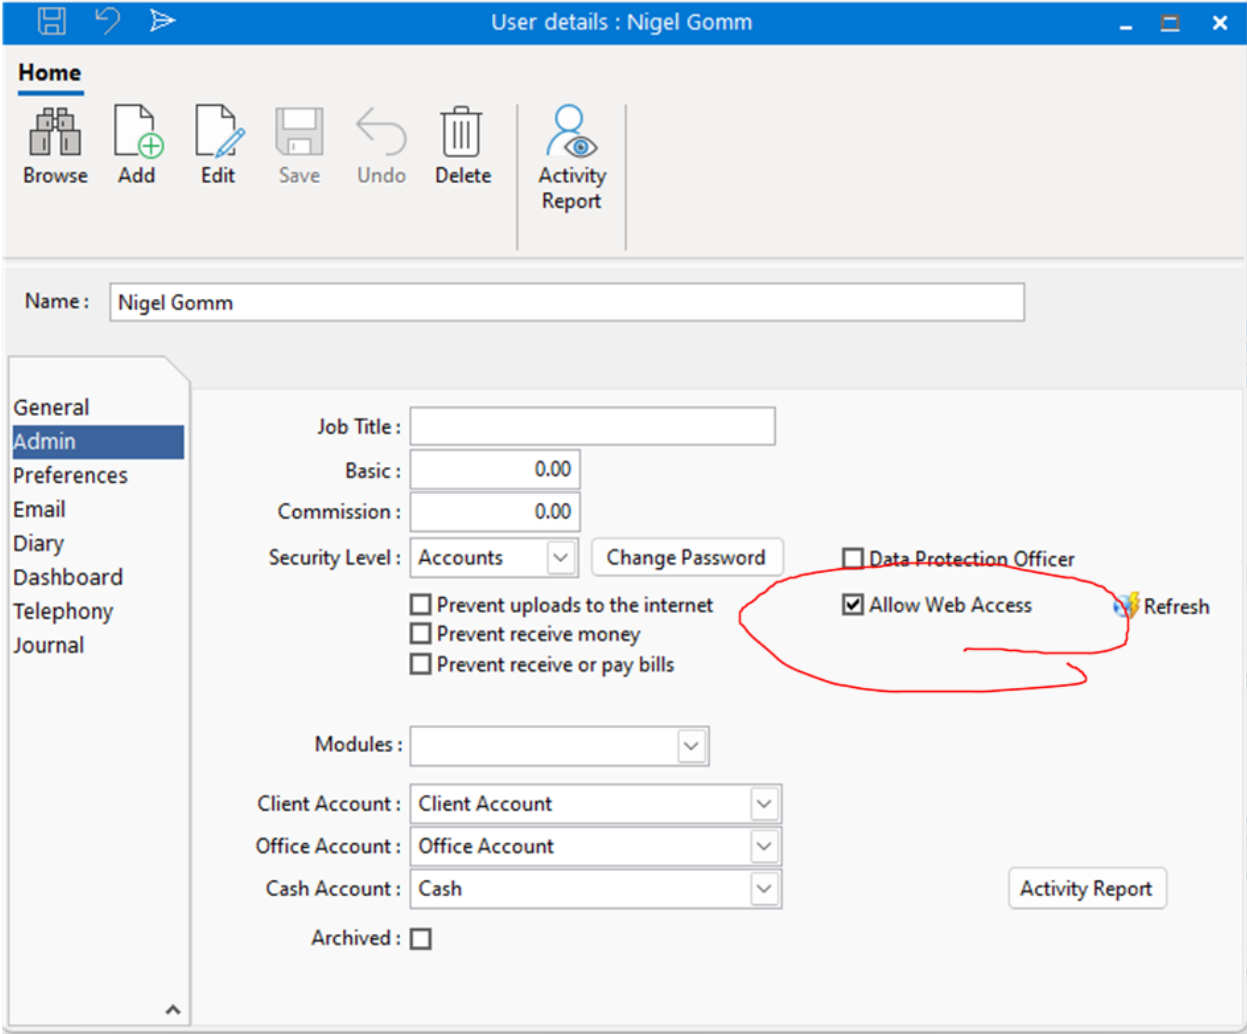 User details : Nigel Gomm
Home
Browse Add Edit Save Undo Delete Activity Report
Name : Nigel Gomm
General
Admin
Preferences
Email
Diary
Dashboard
Telephony
Journal
Job Title :
Basic : 0.00
Commission : 0.00
Security Level : Accounts Change Password Data Protection Officer
Prevent uploads to the internet Allow Web Access Refresh
Prevent receive money
Prevent receive or pay bills
Modules :
Client Account : Client Account
Office Account : Office Account
Cash Account : Cash Activity Report
Archived :